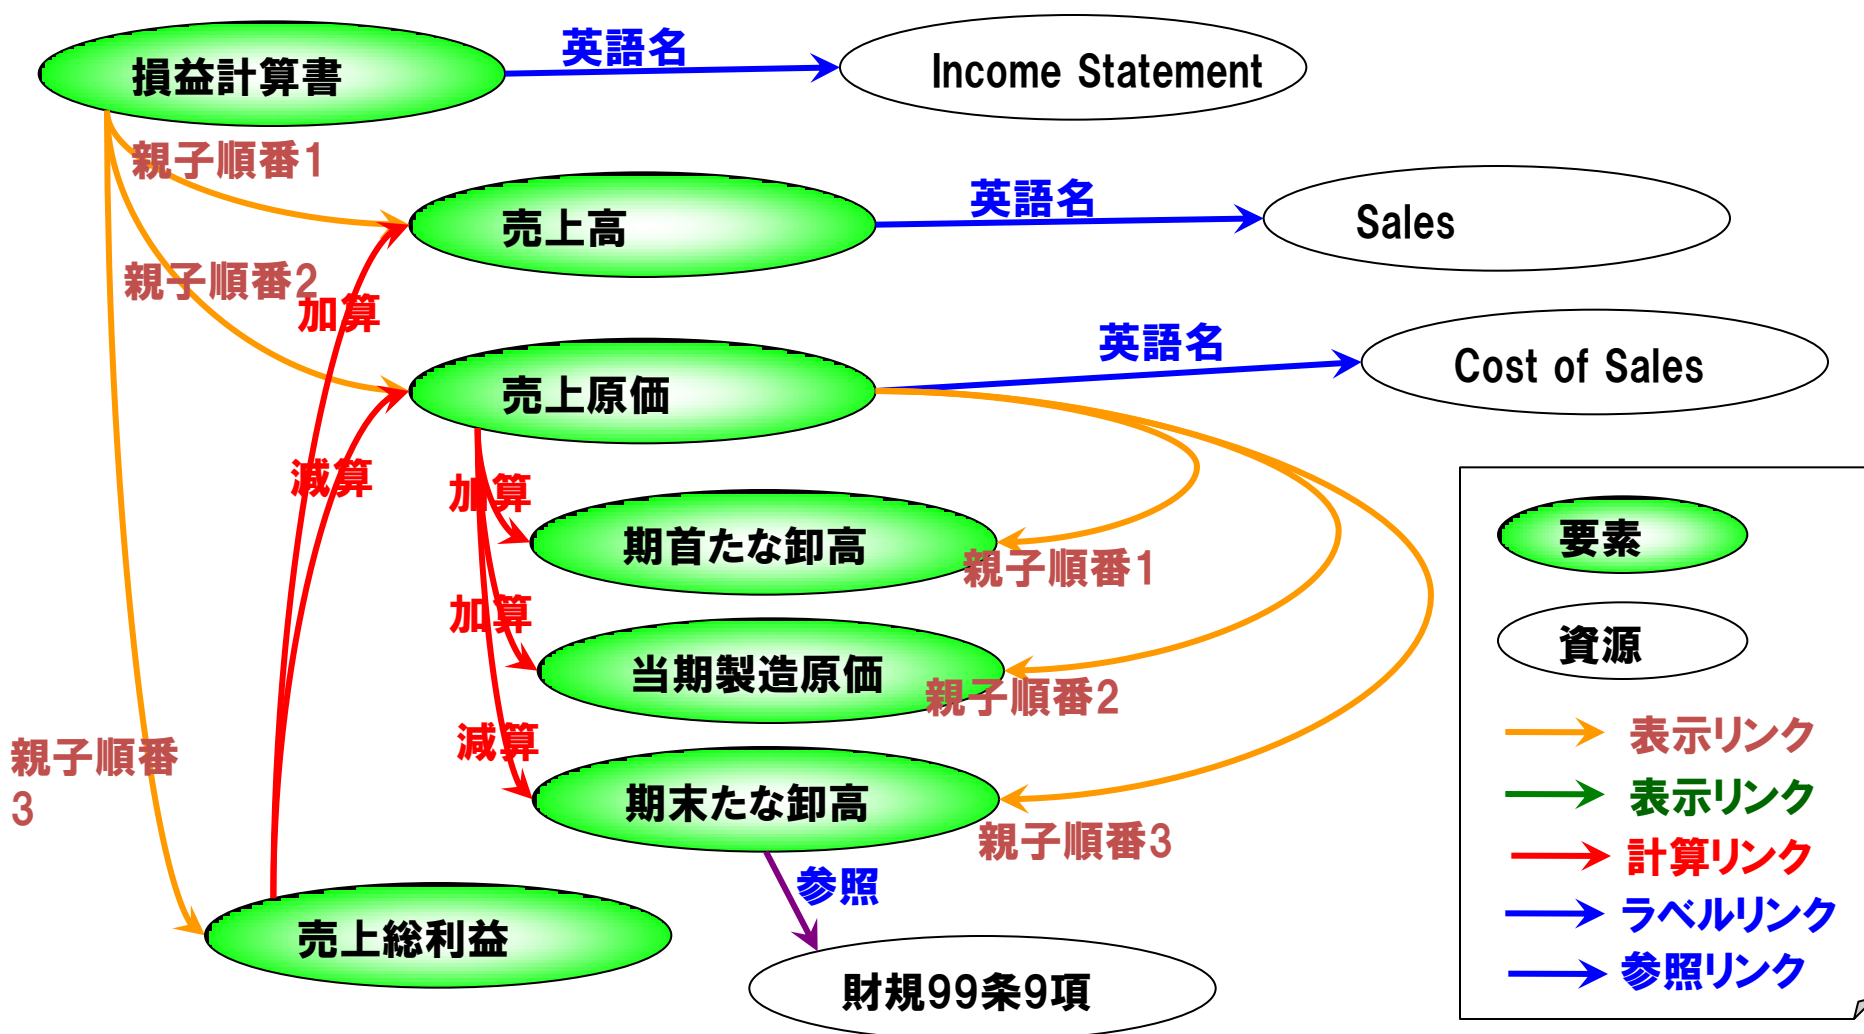 損益計算書
英語名
Income Statement
親子順番1
売上高
英語名
Sales
親子順番2
加算
売上原価
英語名
Cost of Sales
減算
加算
期首たな卸高
親子順番1
加算
当期製造原価
親子順番2
減算
期末たな卸高
親子順番3
親子順番
3
参照
売上総利益
財規99条9項
要素
資源
表示リンク
表示リンク
計算リンク
ラベルリンク
参照リンク